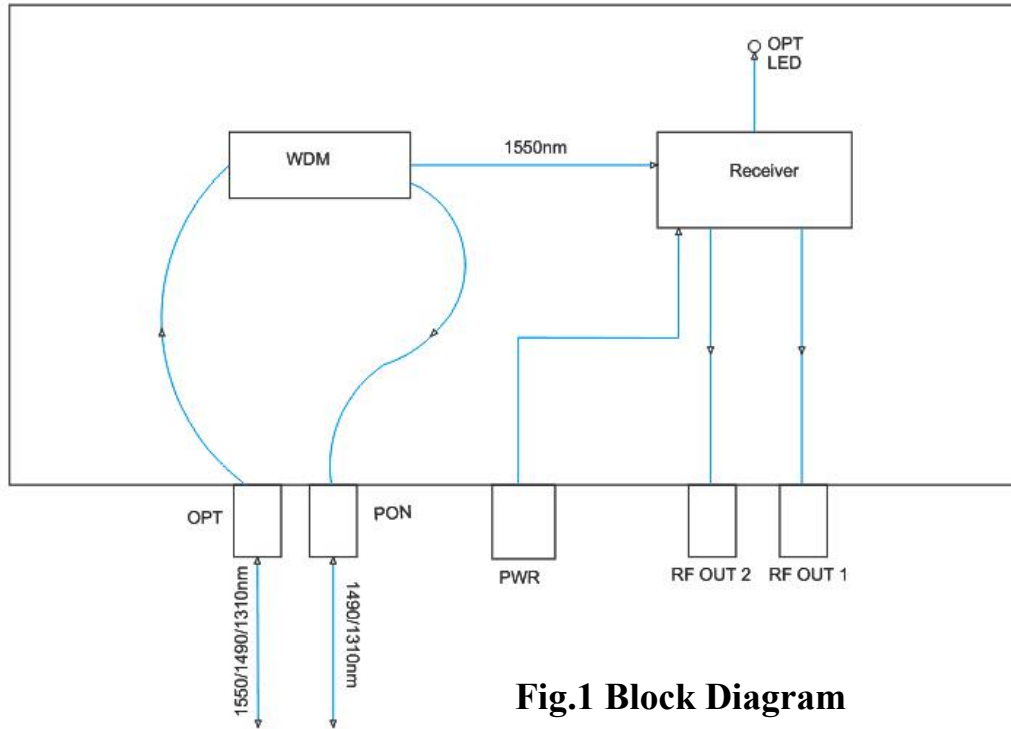 OPT
LED
WDM
1550nm
Receiver
OPT
PON
PWR
RF OUT 2
RF OUT 1
1550/1490/1310nm
1490/1310nm
Fig.1 Block Diagram